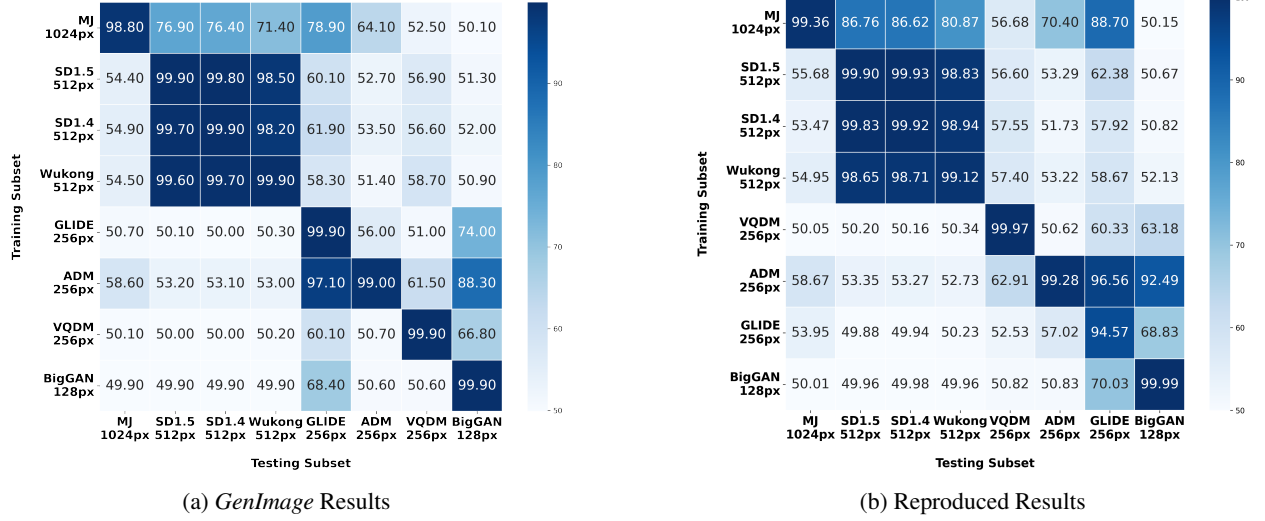 MJ
1024px
98.80 76.90 76.40 71.40 78.90 64.10 52.50 50.10
SD1.5
512px
54.40 99.90 99.80 98.50 60.10 52.70 56.90 51.30
SD1.4
512px
54.90 99.70 99.90 98.20 61.90 53.50 56.60 52.00
Wukong
512px
54.50 99.60 99.70 99.90 58.30 51.40 58.70 50.90
GLIDE
256px
50.70 50.10 50.00 50.30 99.90 56.00 51.00 74.00
ADM
256px
58.60 53.20 53.10 53.00 97.10 99.00 61.50 88.30
VQDM
256px
50.10 50.00 50.00 50.20 60.10 50.70 99.90 66.80
BigGAN
128px
49.90 49.90 49.90 49.90 68.40 50.60 50.60 99.90
MJ SD1.5 SD1.4 Wukong GLIDE ADM VQDM BigGAN
1024px 512px 512px 512px 256px 256px 256px 128px
Training Subset
Testing Subset
90
80
70
60
50
(a) GenImage Results
MJ
1024px
99.36 86.76 86.62 80.87 56.68 70.40 88.70 50.15
SD1.5
512px
55.68 99.90 99.93 98.83 56.60 53.29 62.38 50.67
SD1.4
512px
53.47 99.83 99.92 98.94 57.55 51.73 57.92 50.82
Wukong
512px
54.95 98.65 98.71 99.12 57.40 53.22 58.67 52.13
VQDM
256px
50.05 50.20 50.16 50.34 99.97 50.62 60.33 63.18
ADM
256px
58.67 53.35 53.27 52.73 62.91 99.28 96.56 92.49
GLIDE
256px
53.95 49.88 49.94 50.23 52.53 57.02 94.57 68.83
BigGAN
128px
50.01 49.96 49.98 49.96 50.82 50.83 70.03 99.99
MJ SD1.5 SD1.4 Wukong VQDM ADM GLIDE BigGAN
1024px 512px 512px 512px 256px 256px 256px 128px
Training Subset
Testing Subset
90
80
70
60
50
(b) Reproduced Results